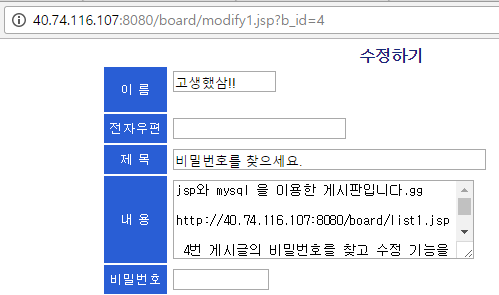 40.74.116.107:8080/board/modify1.jsp?b_id=4
수정하기
이 름 고생했삼!!
전자우편
제 목 비밀번호를 찾으세요.
내 용
jsp와 mysql 을 이용한 게시판입니다.gg
http://40.74.116.107:8080/board/list1.jsp
4번 게시글의 비밀번호를 찾고 수정 기능을
비밀번호